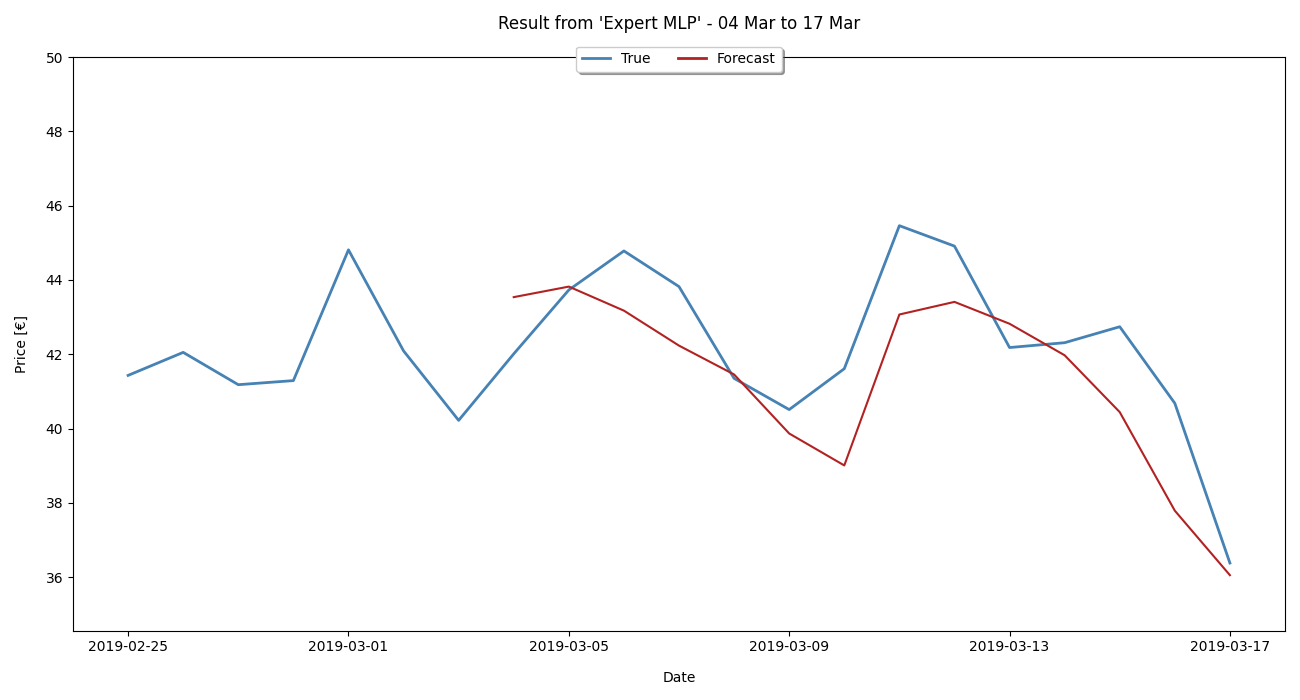 Result from 'Expert MLP' - 04 Mar to 17 Mar
True Forecast
50
48
46
44
42
40
38
36
Price [€]
2019-02-25 2019-03-01 2019-03-05 2019-03-09 2019-03-13 2019-03-17
Date